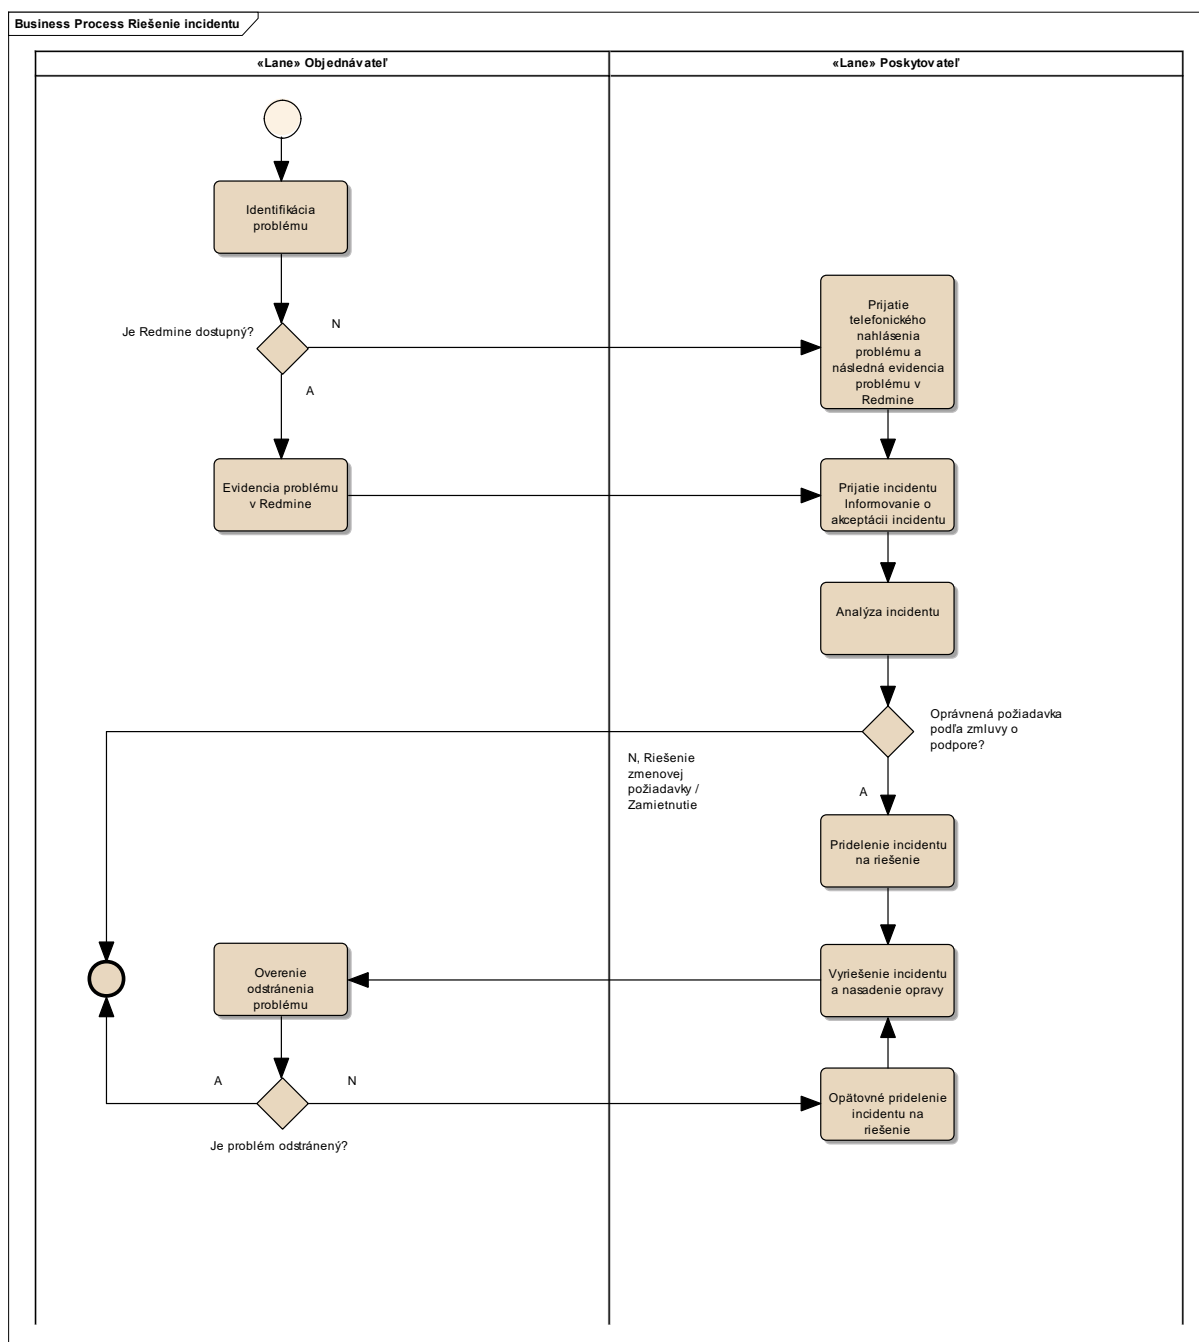 Business Process Riešenie incidentu
«Lane» Objednávateľ
«Lane» Poskytovateľ
Identifikácia
problému
Je Redmine dostupný?
N
A
Prijatie
telefonického
nahlásenia
problému a
následná evidencia
problému v
Redmine
Evidencia problému
v Redmine
Prijatie incidentu
Informovanie o
akceptácii incidentu
Analýza incidentu
Oprávnená požiadavka
podľa zmluvy o
podpore?
N, Riešenie
zmenovej
požiadavky /
Zamietnutie
A
Pridelenie incidentu
na riešenie
Overenie
odstránenia
problému
Vyriešenie incidentu
a nasadenie opravy
A
N
Je problém odstránený?
Opätovné pridelenie
incidentu na
riešenie